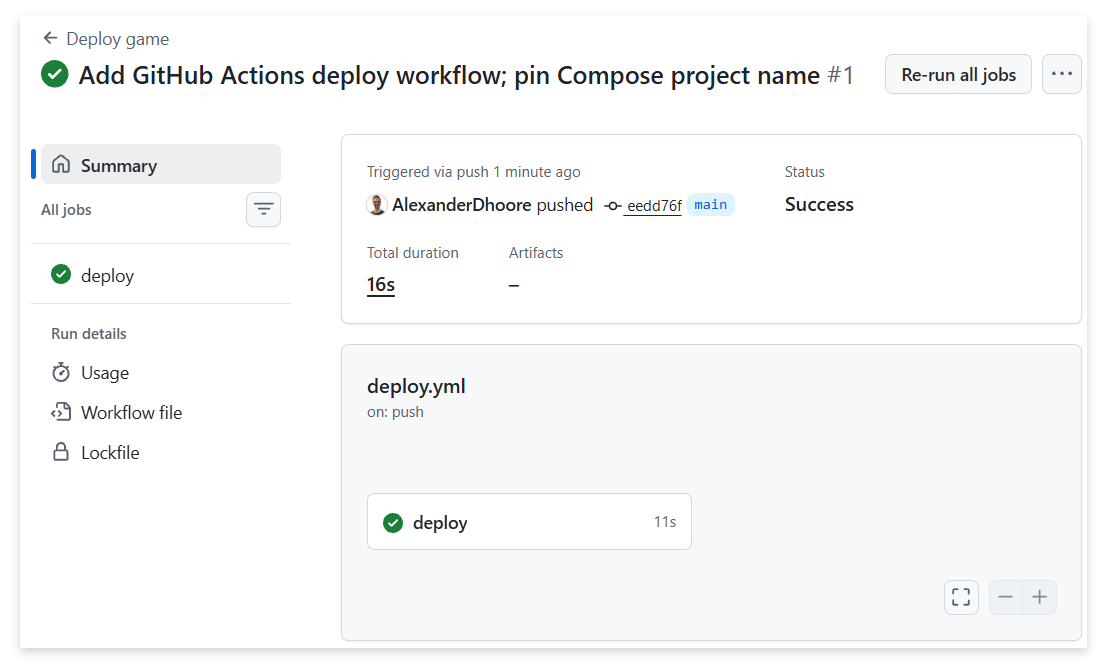 Deploy game
Add GitHub Actions deploy workflow; pin Compose project name #1
Re-run all jobs
Summary
All jobs
deploy
Run details
Usage
Workflow file
Lockfile
Triggered via push 1 minute ago
Status
AlexanderDhoore pushed eedd76f main
Success
Total duration
Artifacts
16s
–
deploy.yml
on: push
deploy 11s